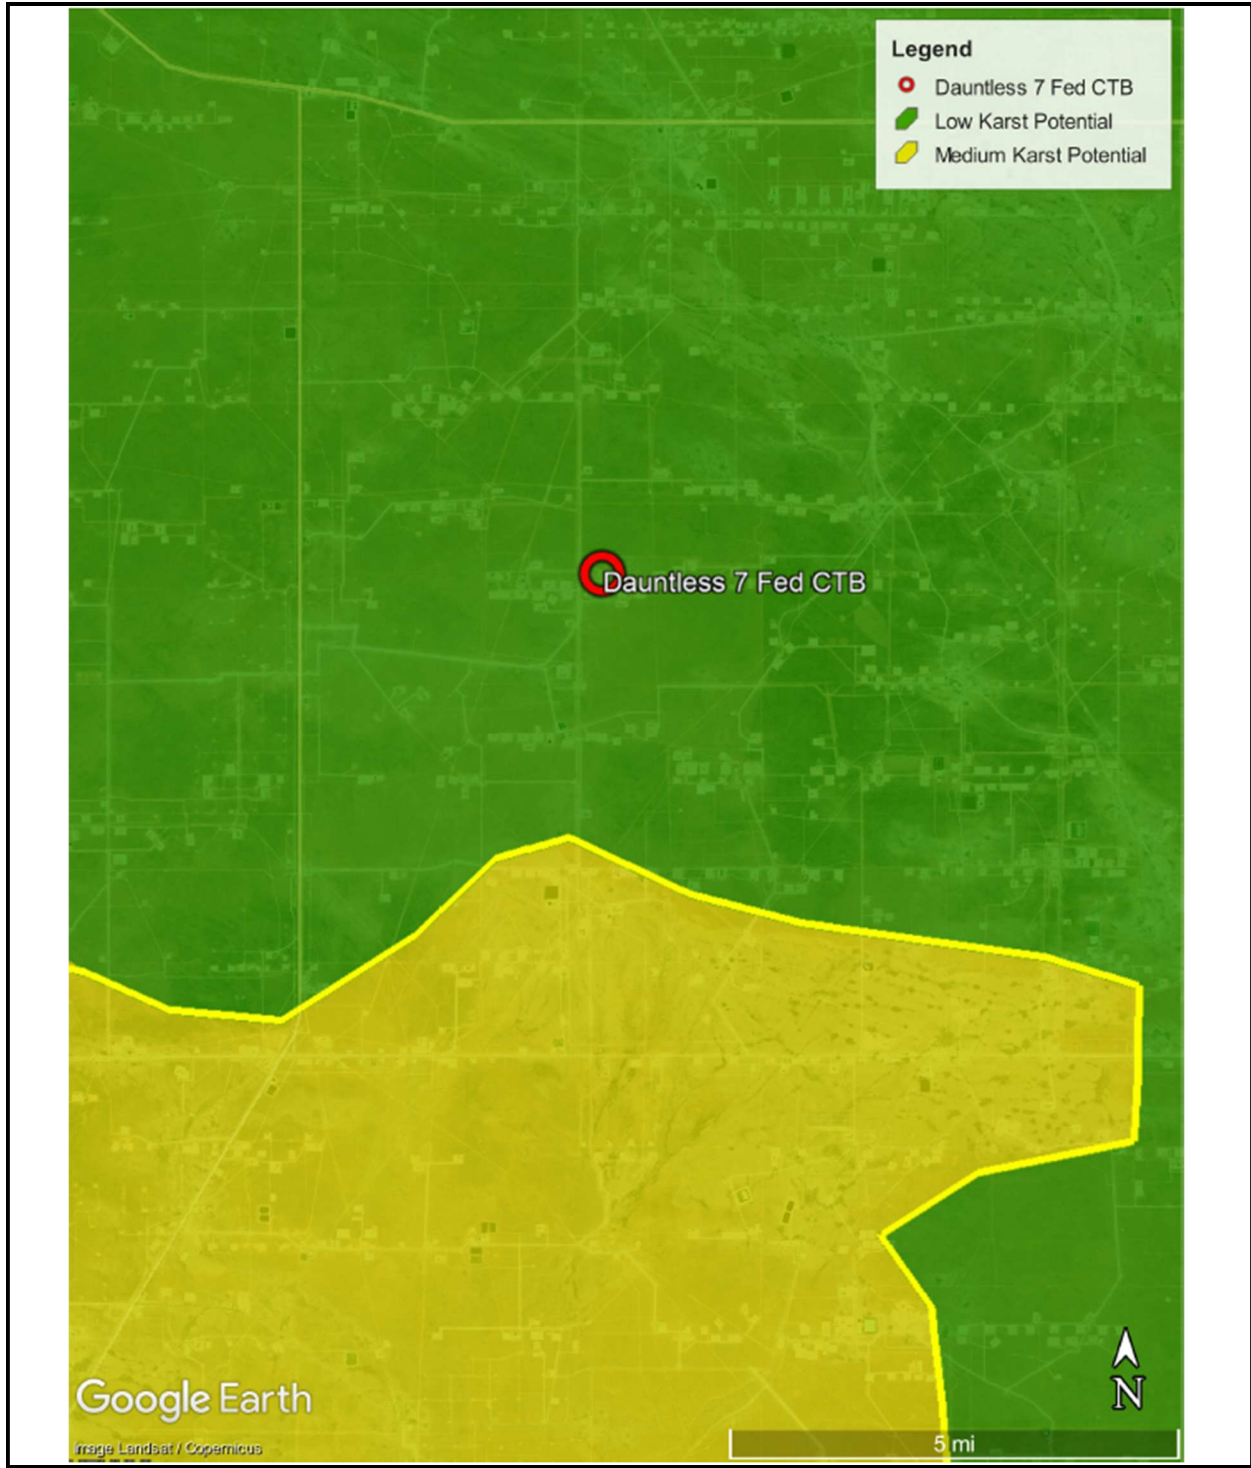 Legend
Dauntless 7 Fed CTB
Low Karst Potential
Medium Karst Potential
Dauntless 7 Fed CTB
Google Earth
Image Landsat / Copernicus
N
5 mi